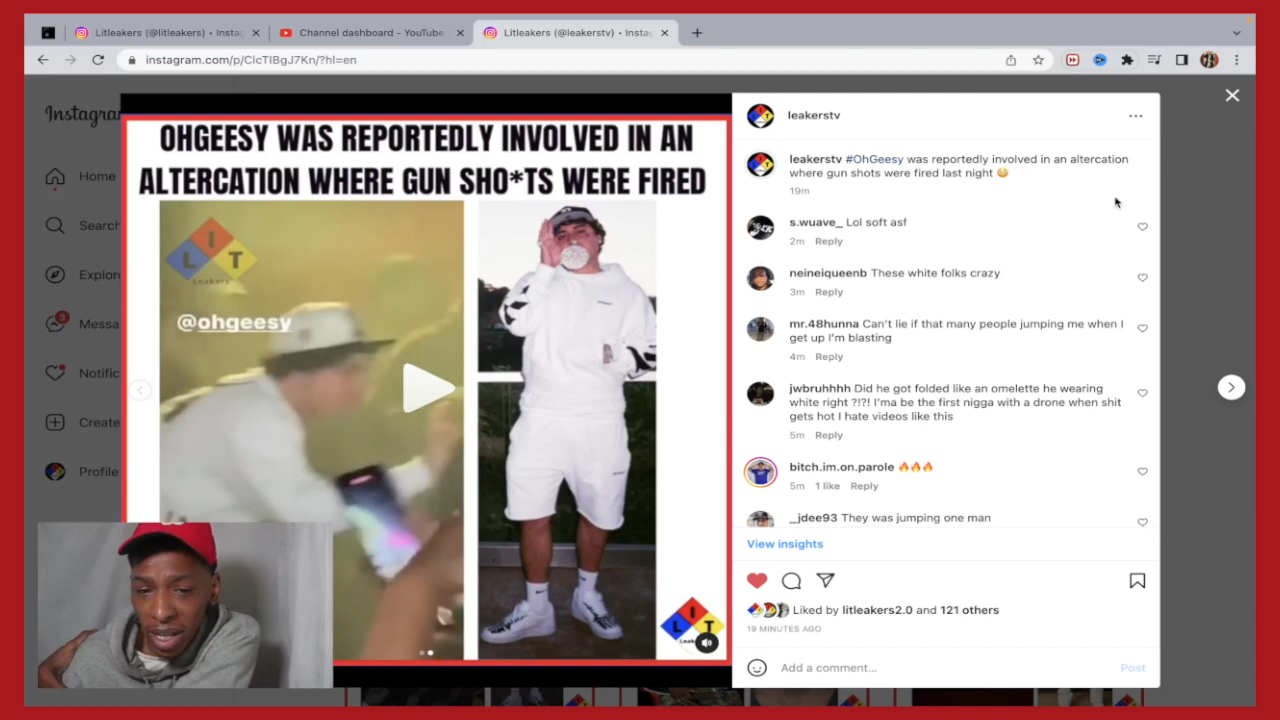 Litleakers (@litleakers) • Insta
Channel dashboard - YouTube
Litleakers (@leakerstv) • Insta
instagram.com/p/ClcTIBgJ7Kn/?hl=en
Instagra
Home
Search
Explor
Messa
3
Notific
Create
Profile
OHGEESY WAS REPORTEDLY INVOLVED IN AN
ALTERCATION WHERE GUN SHO*TS WERE FIRED
L I T
Leakers
@ohgeesy
L I T
leakerstv
leakerstv #OhGeesy was reportedly involved in an altercation
where gun shots were fired last night 😳
19m
s.wuave_ Lol soft asf
2m Reply
neineiqueenb These white folks crazy
3m Reply
mr.48hunna Can't lie if that many people jumping me when I
get up I'm blasting
4m Reply
jwbruhhhh Did he got folded like an omelette he wearing
white right ?!?! I'ma be the first nigga with a drone when shit
gets hot I hate videos like this
5m Reply
bitch.im.on.parole 🔥🔥🔥
5m 1 like Reply
_jdee93 They was jumping one man
View insights
Liked by litleakers2.0 and 121 others
19 MINUTES AGO
Add a comment...
Post